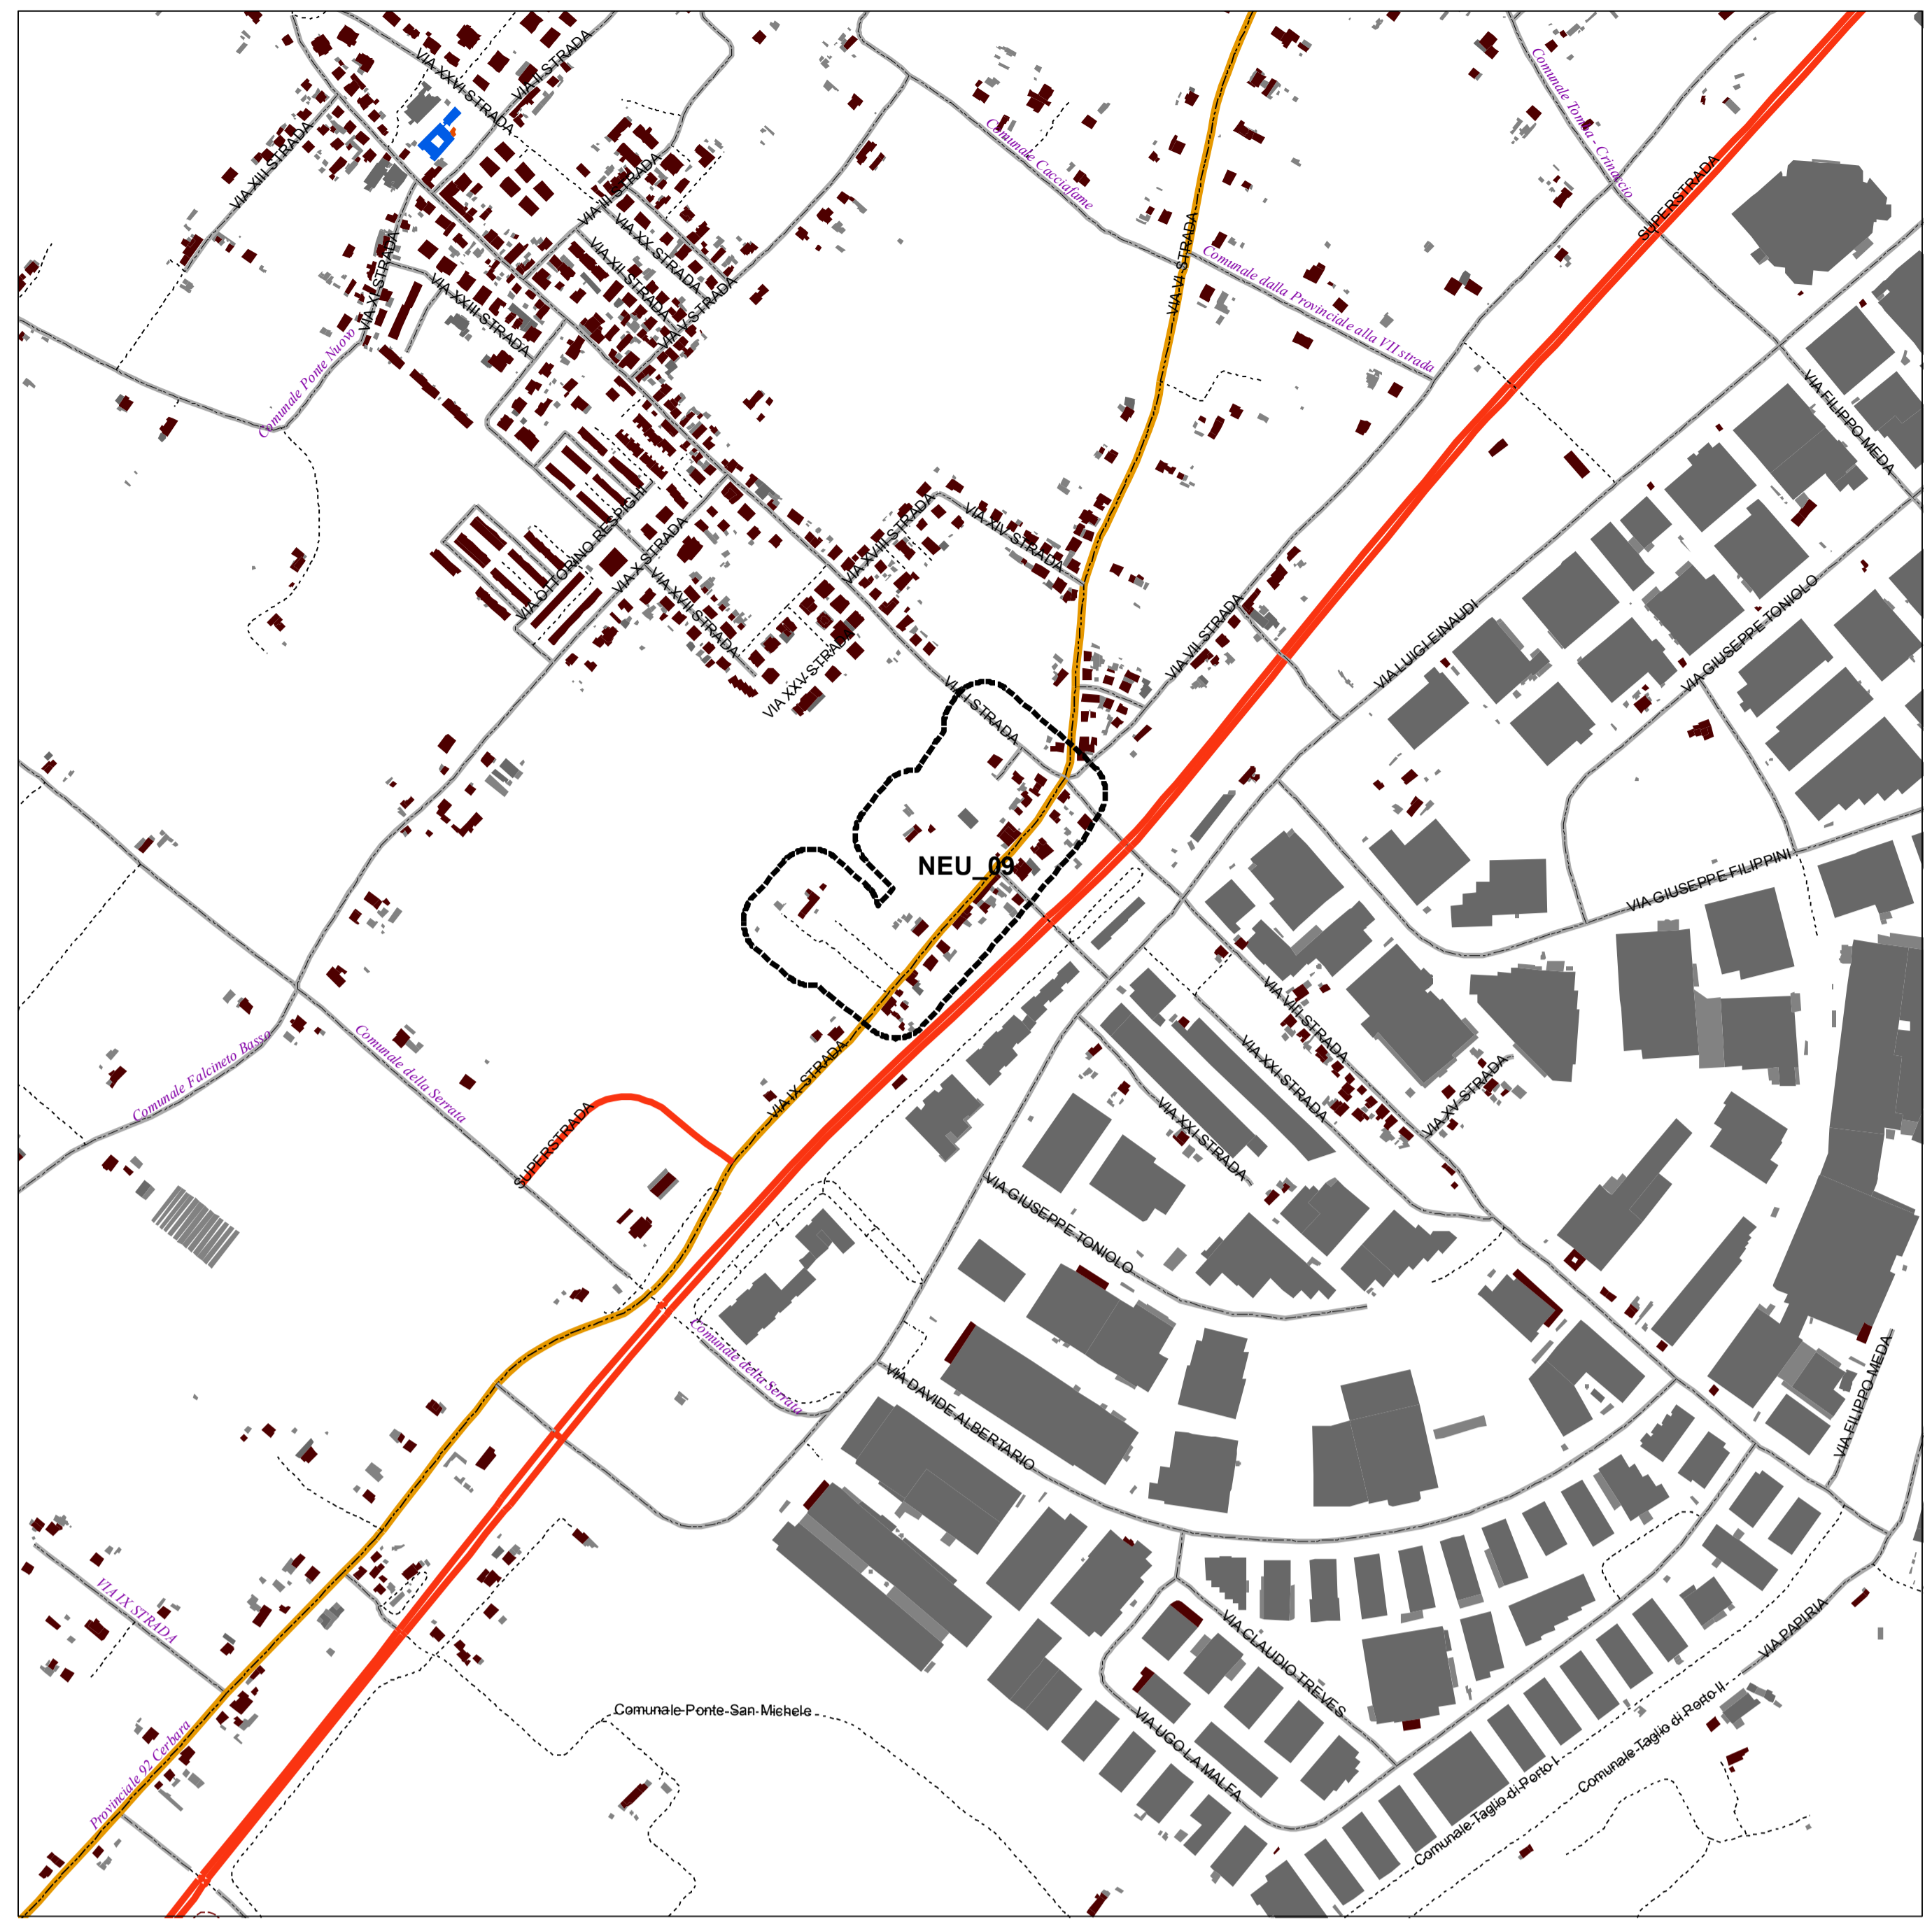 VIA XXVI STRADA
VIA II STRADA
Comunale Tomba - Crinaccio
VIA XIII STRADA
Comunale Cacciafame
SUPERSTRADA
VIA III STRADA
VIA XX STRADA
VIA XI STRADA
VIA XII STRADA
VIA VI STRADA
Comunale dalla Provinciale alla VII strada
VIA XXIII STRADA
VIA V STRADA
Comunale Ponte Nuovo
VIA FILIPPO MEDA
VIA OTTORINO RESPIGHI
VIA X STRADA
VIA XVIII STRADA
VIA XIV STRADA
VIA XVII STRADA
VIA XXV STRADA
VIA VII STRADA
VIA LUIGI EINAUDI
VIA GIUSEPPE TONIOLO
VIA I STRADA
NEU_09
VIA GIUSEPPE FILIPPINI
Comunale Falcineto Basso
Comunale della Serrata
VIA IX STRADA
SUPERSTRADA
VIA VIII STRADA
VIA XXI STRADA
VIA XV STRADA
VIA XXI STRADA
VIA GIUSEPPE TONIOLO
Comunale della Serrata
VIA DAVIDE ALBERTARIO
VIA FILIPPO MEDA
VIA IX STRADA
VIA CLAUDIO TREVES
VIA PAPIRIA
Comunale Ponte San Michele
VIA UGO LA MALFA
Provinciale 92 Cerbara
Comunale Taglio di Porto II
Comunale Taglio di Porto I